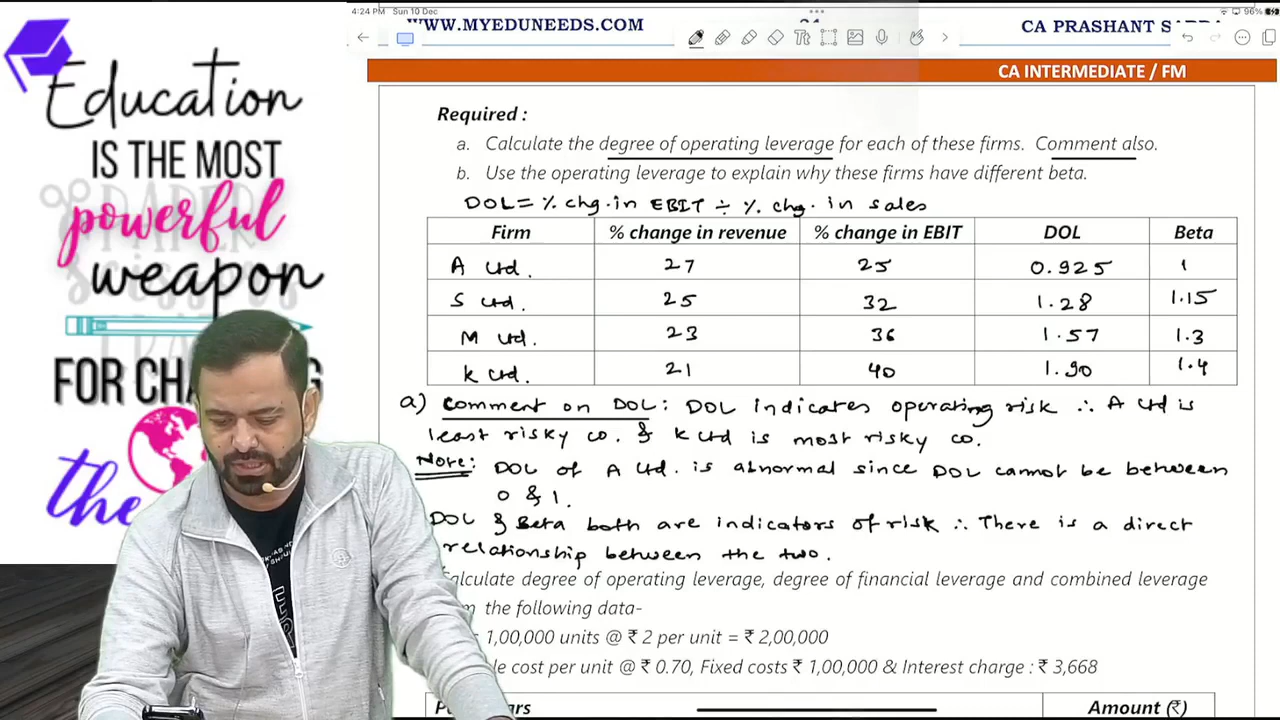 4:24 PM Sun 10 Dec
96%
WWW.MYEDUNEEDS.COM
CA PRASHANT SARDA
CA INTERMEDIATE / FM
Education
IS THE MOST
powerful
weapon
FOR CHA
G
the
Required :
a. Calculate the degree of operating leverage for each of these firms. Comment also.
b. Use the operating leverage to explain why these firms have different beta.
DOL = % chg. in EBIT ÷ % chg. in sales
Firm % change in revenue % change in EBIT DOL Beta
A Ltd. 27 25 0.925 1
S Ltd. 25 32 1.28 1.15
M Ltd. 23 36 1.57 1.3
K Ltd. 21 40 1.90 1.4
a) Comment on DOL: DOL indicates operating risk ∴ A Ltd is
least risky co. & K Ltd is most risky co.
Note: DOL of A Ltd. is abnormal since DOL cannot be between
0 & 1.
DOL & Beta both are indicators of risk ∴ There is a direct
relationship between the two.
alculate degree of operating leverage, degree of financial leverage and combined leverage
m the following data-
1,00,000 units @ ₹ 2 per unit = ₹ 2,00,000
le cost per unit @ ₹ 0.70, Fixed costs ₹ 1,00,000 & Interest charge : ₹ 3,668
Amount (₹)